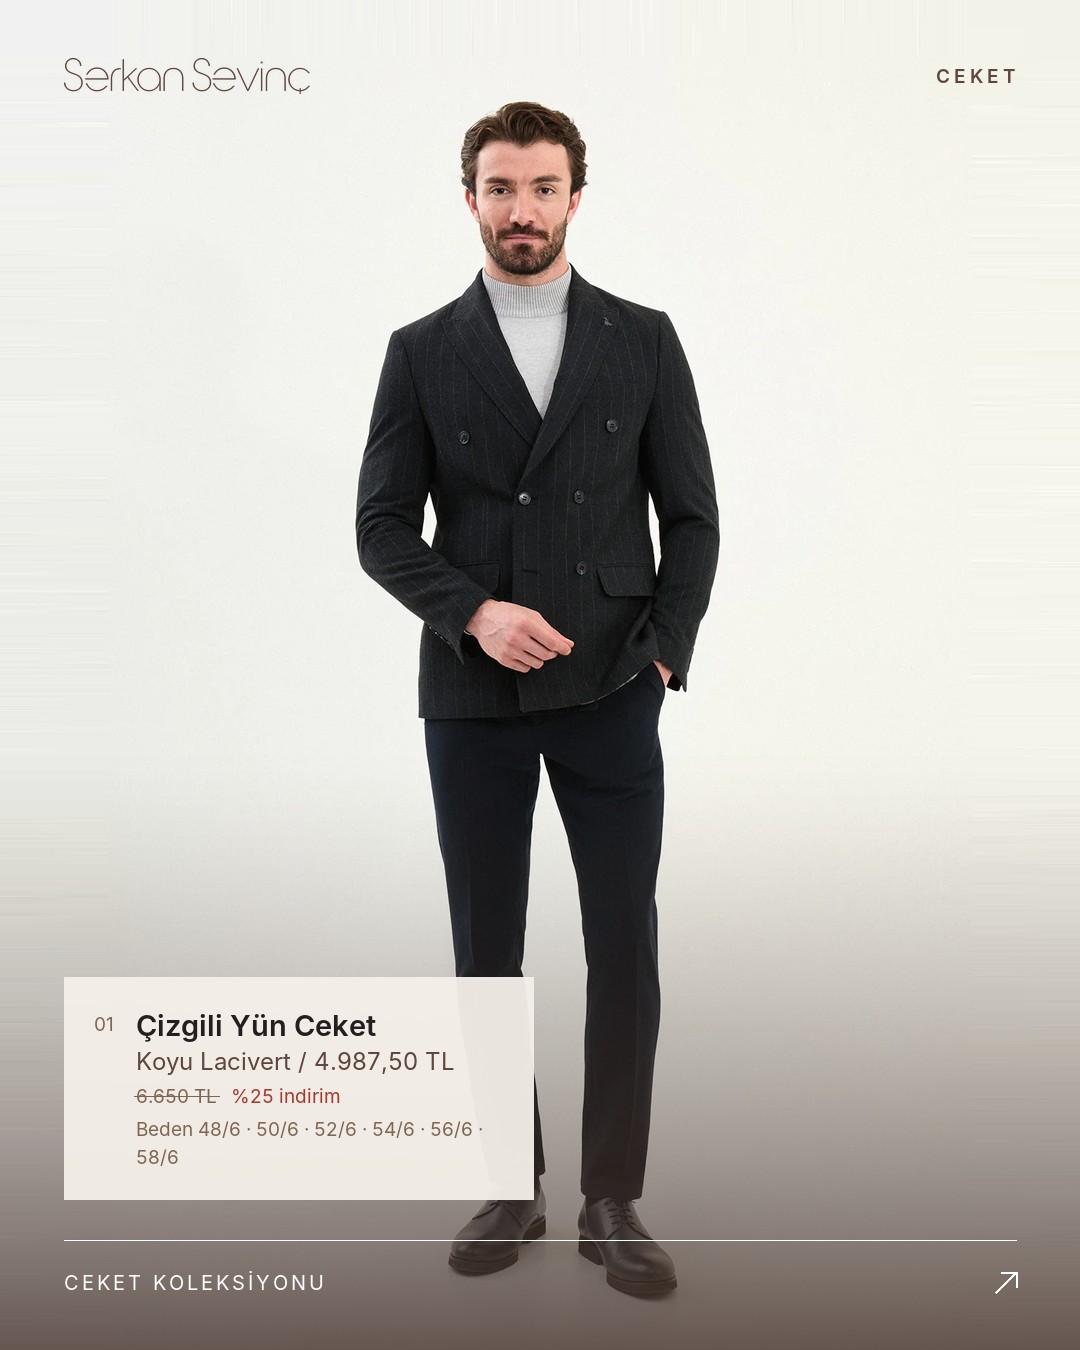 Serkan Sevinç
CEKET
01 Çizgili Yün Ceket
Koyu Lacivert / 4.987,50 TL
6.650 TL %25 indirim
Beden 48/6 · 50/6 · 52/6 · 54/6 · 56/6 ·
58/6
CEKET KOLEKSİYONU